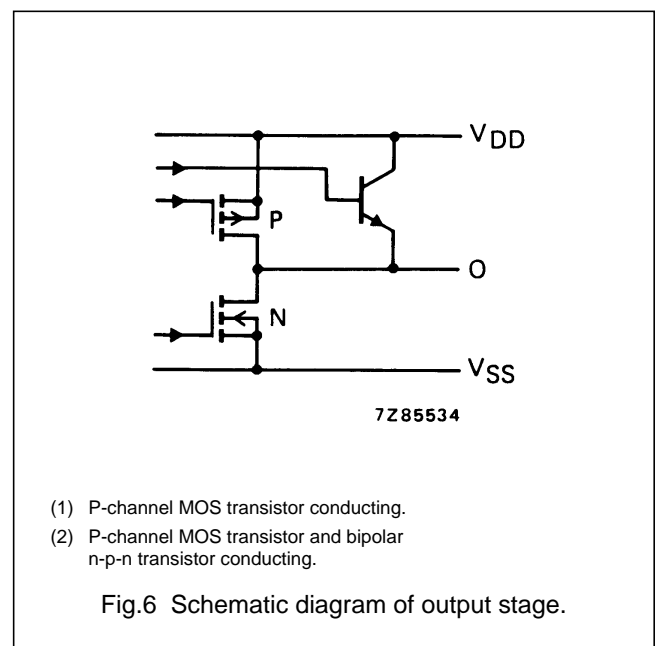 VDD
P
O
N
VSS
7Z85534
(1) P-channel MOS transistor conducting.
(2) P-channel MOS transistor and bipolar
n-p-n transistor conducting.
Fig.6 Schematic diagram of output stage.